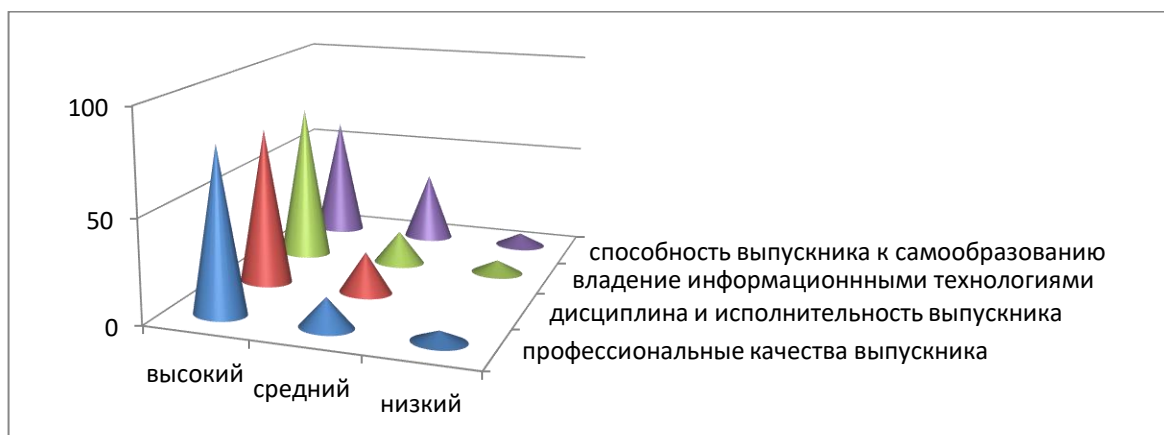 100
50
0
высокий
средний
низкий
способность выпускника к самообразованию
владение информационнными технологиями
дисциплина и исполнительность выпускника
профессиональные качества выпускника